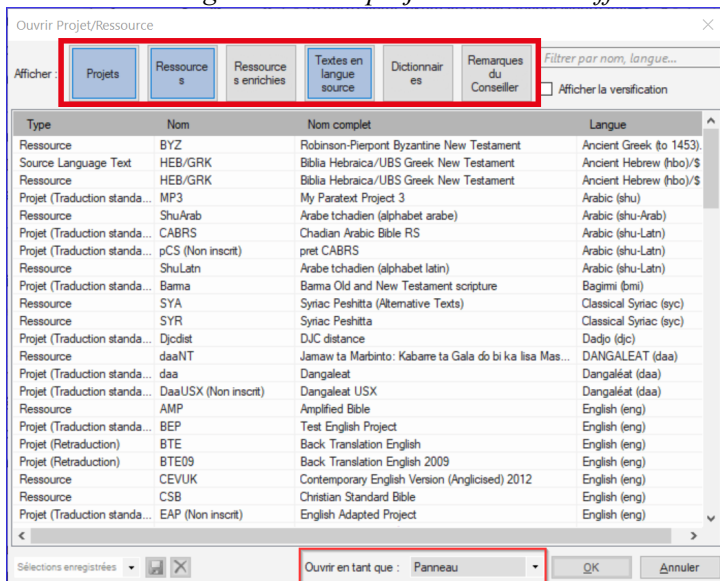 Ouvrir Projet/Ressource
Afficher : Projets Ressource s Ressource s enrichies Textes en langue source Dictionnair es Remarques du Conseiller Filtrer par nom, langue...
Afficher la versification
Type Nom Nom complet Langue
Ressource BYZ Robinson-Pierpont Byzantine New Testament Ancient Greek (to 1453).
Source Language Text HEB/GRK Biblia Hebraica/UBS Greek New Testament Ancient Hebrew (hbo)/$
Ressource HEB/GRK Biblia Hebraica/UBS Greek New Testament Ancient Hebrew (hbo)/$
Projet (Traduction standa... MP3 My Paratext Project 3 Arabic (shu)
Ressource ShuArab Arabe tchadien (alphabet arabe) Arabic (shu-Arab)
Projet (Traduction standa... CABRS Chadian Arabic Bible RS Arabic (shu-Latn)
Projet (Traduction standa... pCS (Non inscrit) pret CABRS Arabic (shu-Latn)
Ressource ShuLatn Arabe tchadien (alphabet latin) Arabic (shu-Latn)
Projet (Traduction standa... Barma Barma Old and New Testament scripture Bagirmi (bmi)
Ressource SYA Syriac Peshitta (Alternative Texts) Classical Syriac (syc)
Ressource SYR Syriac Peshitta Classical Syriac (syc)
Projet (Traduction standa... Djcdist DJC distance Dadjo (djc)
Ressource daaNT Jamaw ta Marbinto: Kabarre ta Gala ɗo bi ka Iisa Mas... DANGALEAT (daa)
Projet (Traduction standa... daa Dangaleat Dangaléat (daa)
Projet (Traduction standa... DaaUSX (Non inscrit) Dangaleat USX Dangaléat (daa)
Ressource AMP Amplified Bible English (eng)
Projet (Traduction standa... BEP Test English Project English (eng)
Projet (Retraduction) BTE Back Translation English English (eng)
Projet (Retraduction) BTE09 Back Translation English 2009 English (eng)
Ressource CEVUK Contemporary English Version (Anglicised) 2012 English (eng)
Ressource CSB Christian Standard Bible English (eng)
Projet (Traduction standa... EAP (Non inscrit) English Adapted Project English (eng)
Sélections enregistrées Ouvrir en tant que : Panneau OK Annuler